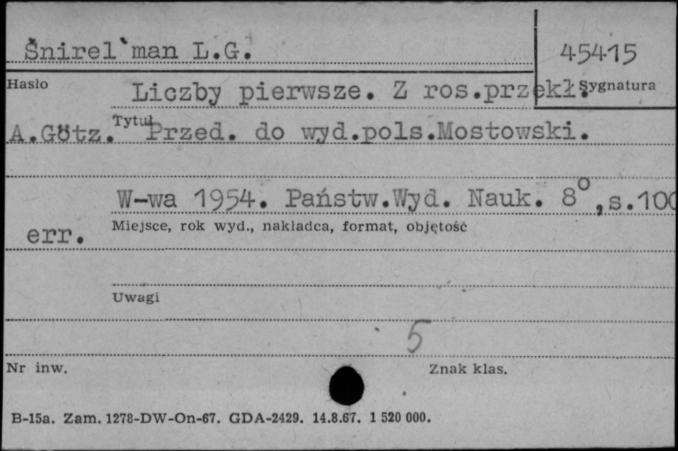 Šnirel`man L.G.
45415
Hasło
Sygnatura
Liczby pierwsze. Z ros.przekł.
Tytuł
A.Götz. Przed. do wyd.pols.Mostowski.
W-wa 1954. Państw.Wyd. Nauk. 8°,s.100
Miejsce, rok wyd., nakładca, format, objętość
err.
Uwagi
5
Nr inw.
Znak klas.
B-15a. Zam. 1278-DW-On-67. GDA-2429. 14.8.67. 1 520 000.